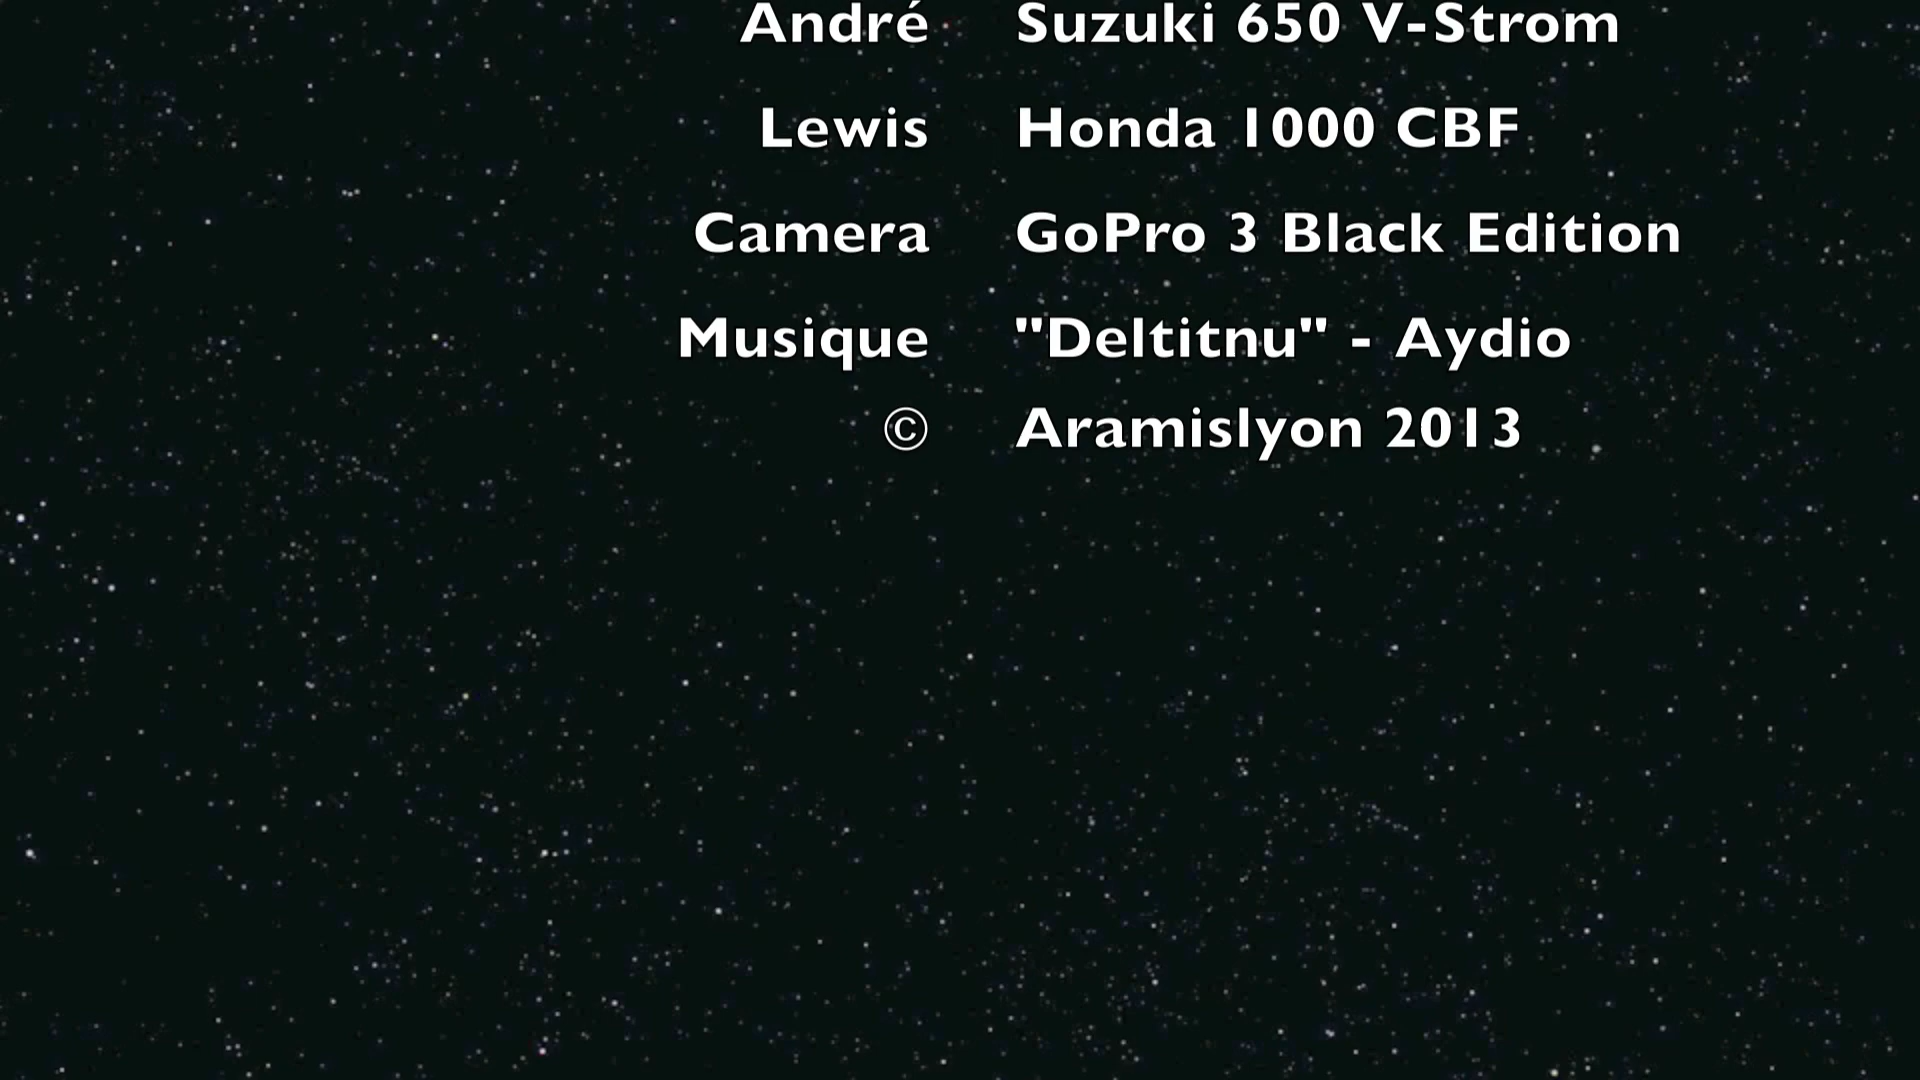 André Suzuki 650 V-Strom
Lewis Honda 1000 CBF
Camera GoPro 3 Black Edition
Musique "Deltitnu" - Aydio
© Aramislyon 2013